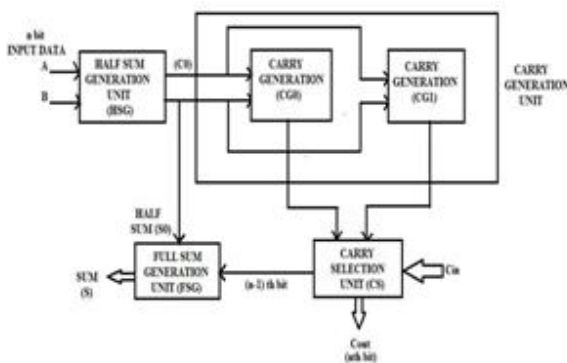 n bit
INPUT DATA
A
B
HALF SUM
GENERATION
UNIT
(HSG)
(C0)
CARRY
GENERATION
(CG0)
CARRY
GENERATION
(CG1)
CARRY
GENERATION
UNIT
HALF
SUM (S0)
SUM
(S)
FULL SUM
GENERATION
UNIT (FSG)
(n-1) th bit
CARRY
SELECTION
UNIT (CS)
Cin
Cout
(nth bit)